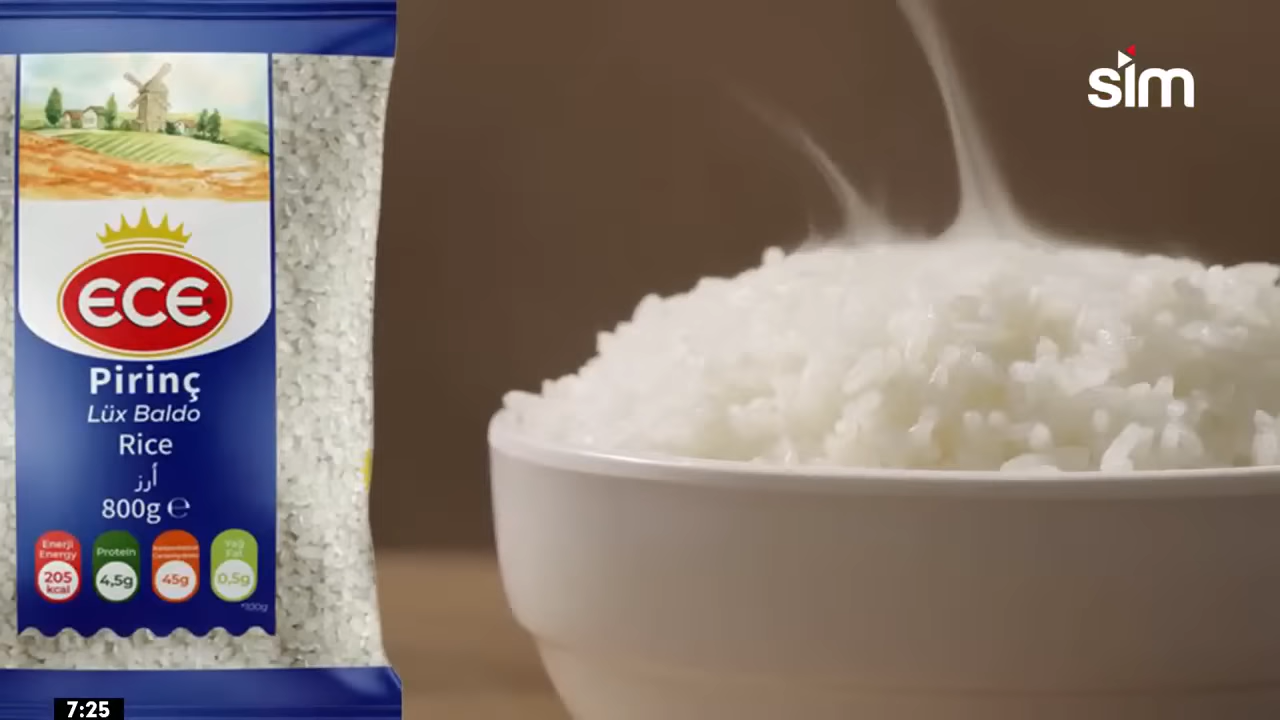 sim
ECE
Pirinç
Lüx Baldo
Rice
أرز
800g ℮
Enerji
Energy
205
kcal
Protein
4,5g
45g
Yağ
Fat
0,5g
*100g
7:25